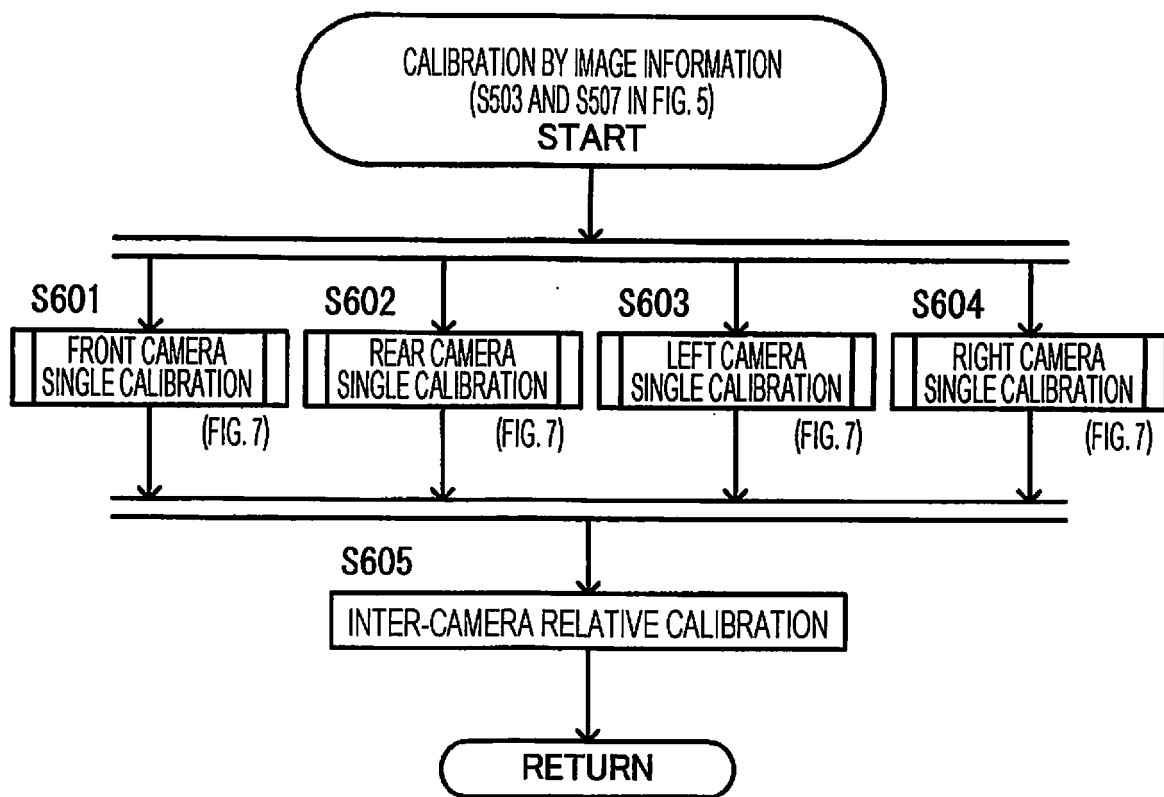 CALIBRATION BY IMAGE INFORMATION
(S503 AND S507 IN FIG. 5)
START
S601
FRONT CAMERA
SINGLE CALIBRATION
(FIG. 7)
S602
REAR CAMERA
SINGLE CALIBRATION
(FIG. 7)
S603
LEFT CAMERA
SINGLE CALIBRATION
(FIG. 7)
S604
RIGHT CAMERA
SINGLE CALIBRATION
(FIG. 7)
S605
INTER-CAMERA RELATIVE CALIBRATION
RETURN